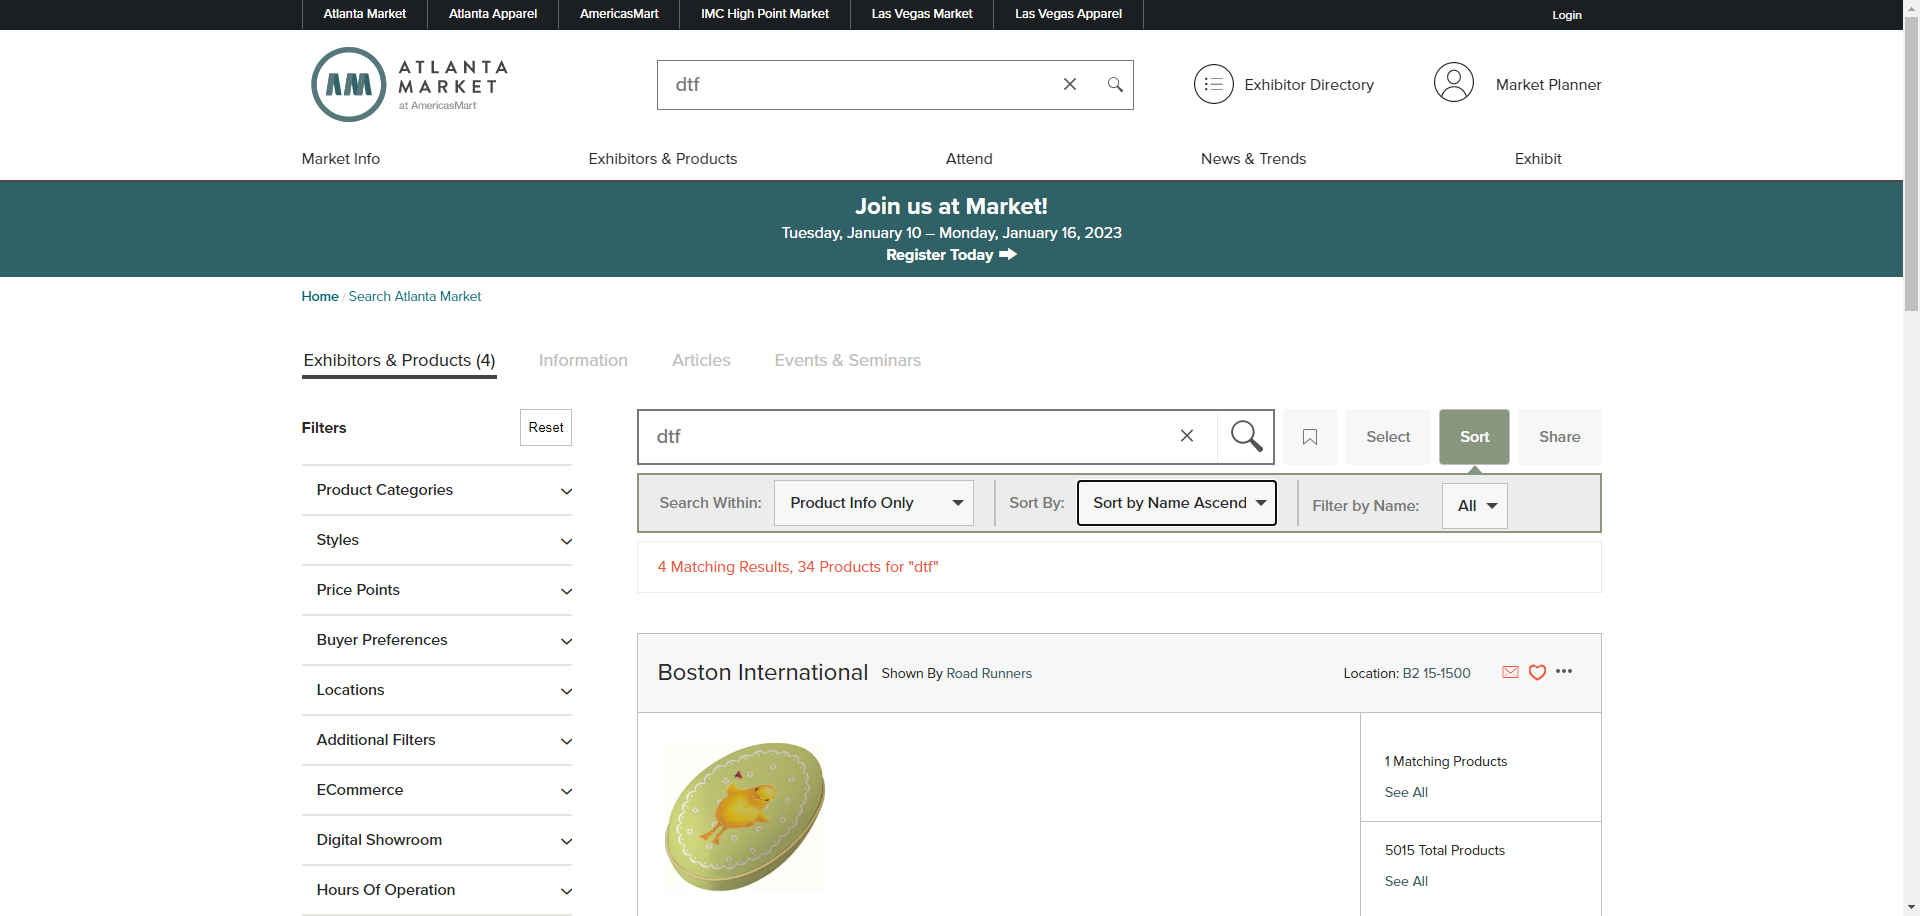 Atlanta Market
Atlanta Apparel
AmericasMart
IMC High Point Market
Las Vegas Market
Las Vegas Apparel
Login
AM
ATLANTA
MARKET
at AmericasMart
dtf
Exhibitor Directory
Market Planner
Market Info
Exhibitors & Products
Attend
News & Trends
Exhibit
Join us at Market!
Tuesday, January 10 – Monday, January 16, 2023
Register Today
Home / Search Atlanta Market
Exhibitors & Products (4)
Information
Articles
Events & Seminars
Filters
Reset
Product Categories
Styles
Price Points
Buyer Preferences
Locations
Additional Filters
ECommerce
Digital Showroom
Hours Of Operation
dtf
Select
Sort
Share
Search Within:
Product Info Only
Sort By:
Sort by Name Ascend
Filter by Name:
All
4 Matching Results, 34 Products for "dtf"
Boston International
Shown By Road Runners
Location: B2 15-1500
1 Matching Products
See All
5015 Total Products
See All